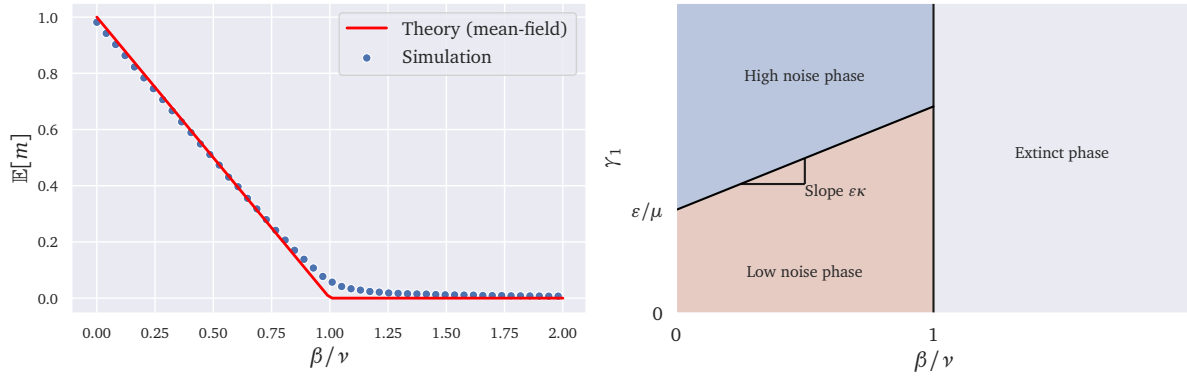 Theory (mean-field)
Simulation
𝔼[m]
1.0
0.8
0.6
0.4
0.2
0.0
0.00 0.25 0.50 0.75 1.00 1.25 1.50 1.75 2.00
β/ν
High noise phase
Extinct phase
Slope εκ
Low noise phase
γ₁
ε/μ
0
0 1
β/ν